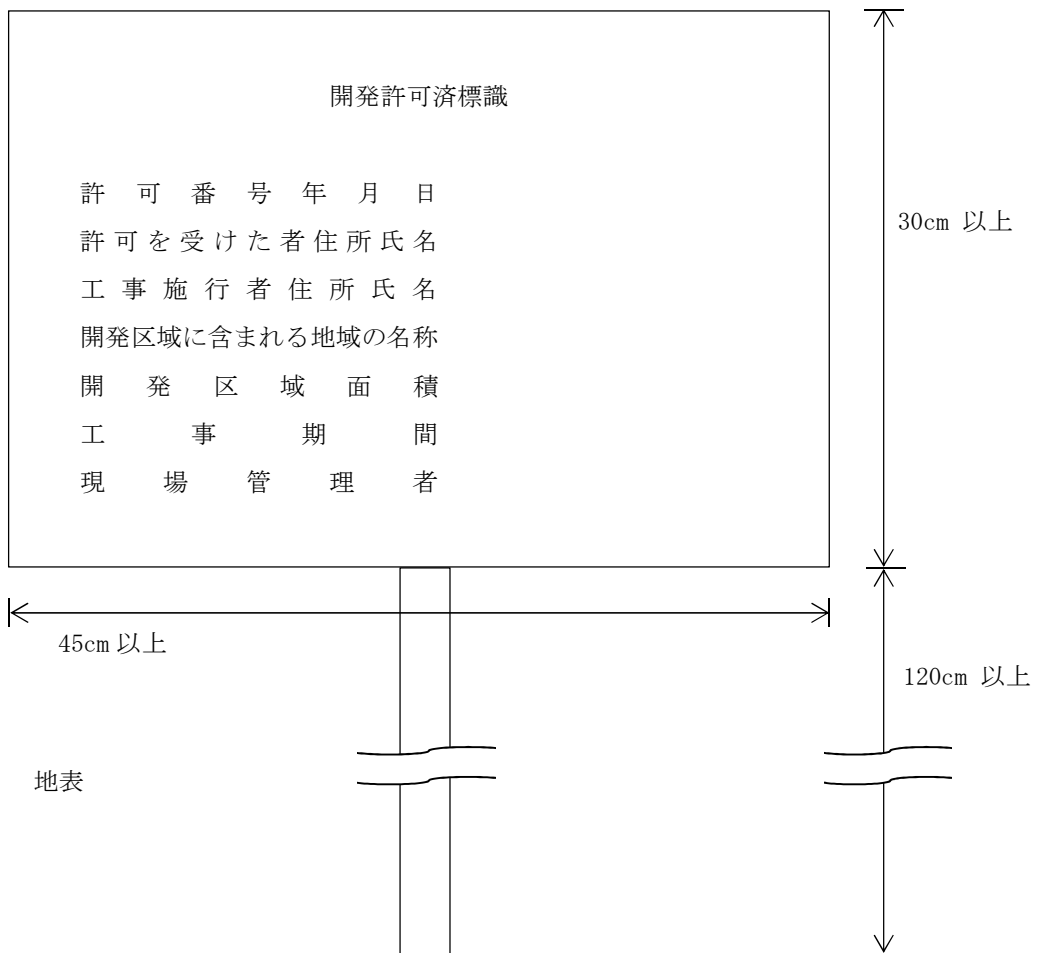 開発許可済標識
許可番号年月日
許可を受けた者住所氏名
工事施行者住所氏名
開発区域に含まれる地域の名称
開発区域面積
工事期間
現場管理者
30cm 以上
45cm 以上
120cm 以上
地表